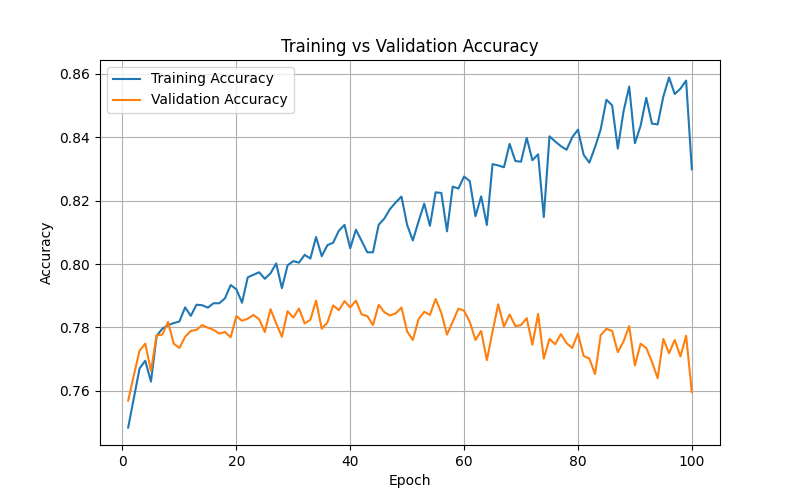 Training vs Validation Accuracy
Training Accuracy
Validation Accuracy
0.86
0.84
0.82
0.80
0.78
0.76
Accuracy
0 20 40 60 80 100
Epoch